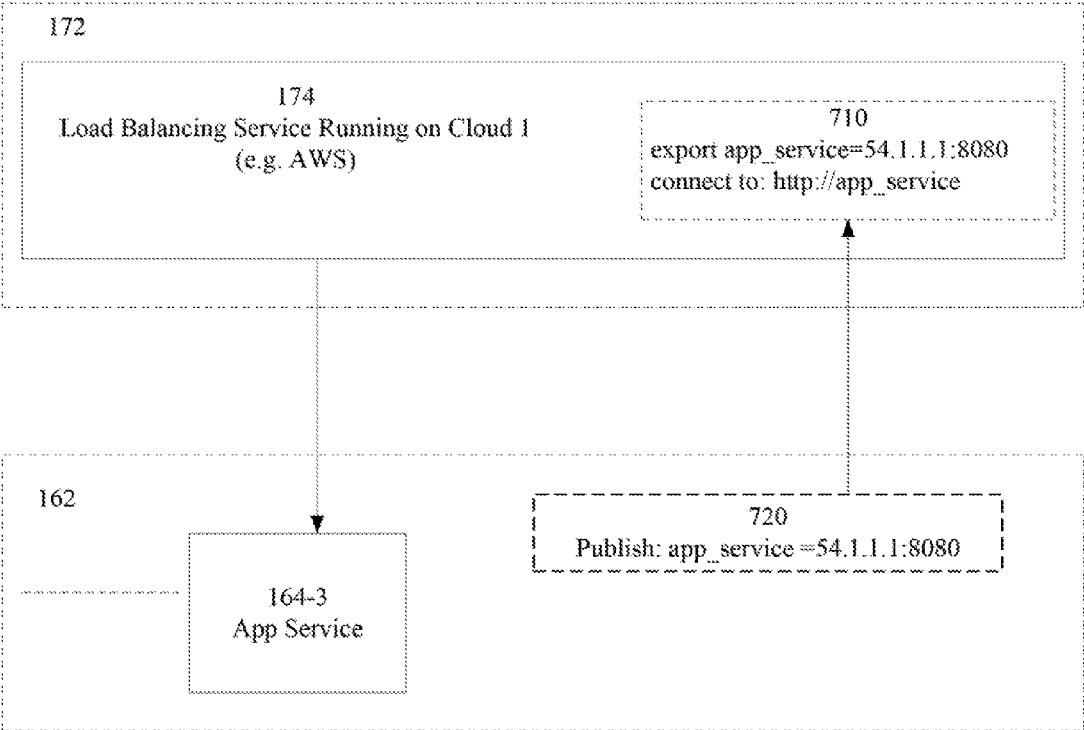 172
174
Load Balancing Service Running on Cloud 1
(e.g. AWS)
710
export app_service=54.1.1.1:8080
connect to: http://app_service
162
720
Publish: app_service =54.1.1.1:8080
164-3
App Service